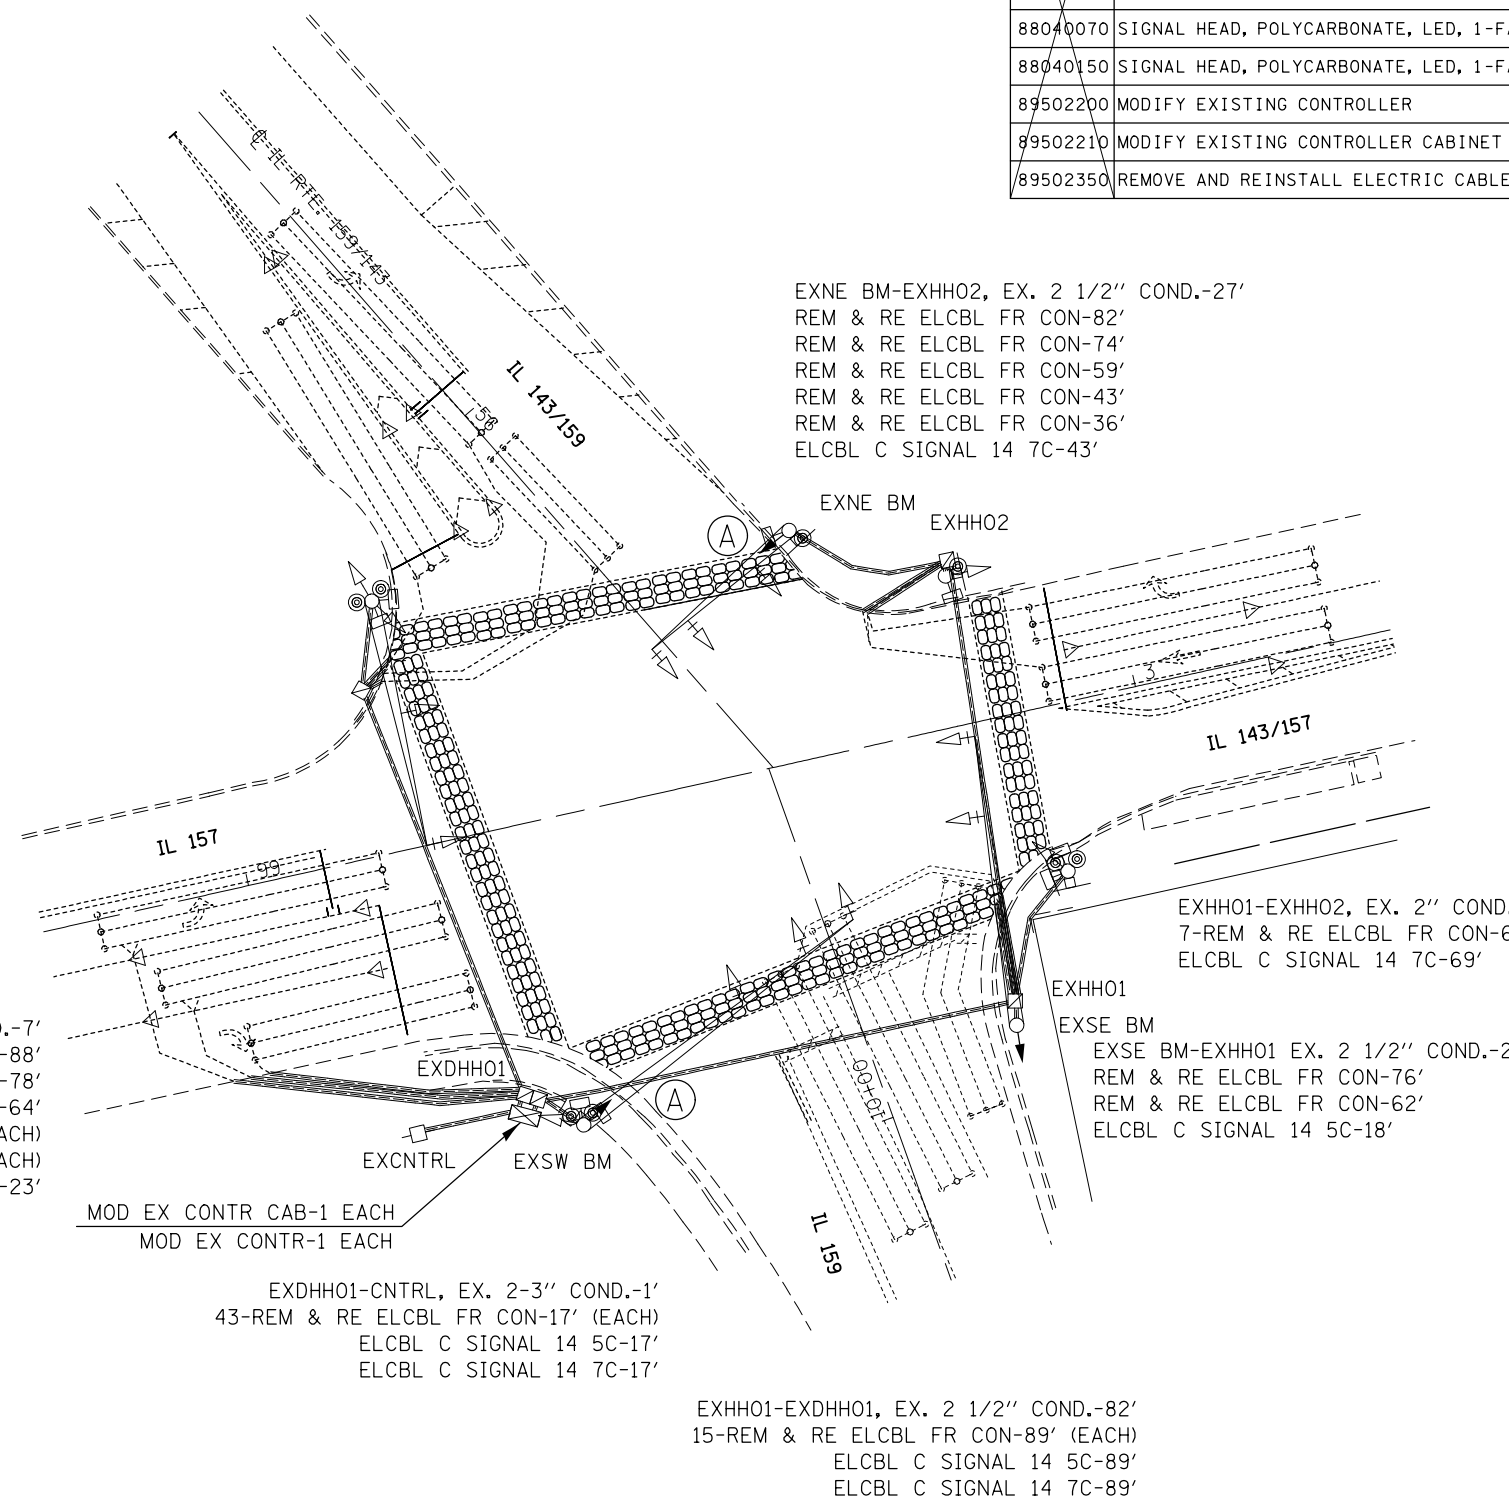 88040070 SIGNAL HEAD, POLYCARBONATE, LED, 1-F
88040150 SIGNAL HEAD, POLYCARBONATE, LED, 1-F
89502200 MODIFY EXISTING CONTROLLER
89502210 MODIFY EXISTING CONTROLLER CABINET
89502350 REMOVE AND REINSTALL ELECTRIC CABLE
℄ IL RTE. 159/143
EXNE BM-EXHH02, EX. 2 1/2'' COND.-27'
REM & RE ELCBL FR CON-82'
REM & RE ELCBL FR CON-74'
REM & RE ELCBL FR CON-59'
REM & RE ELCBL FR CON-43'
REM & RE ELCBL FR CON-36'
ELCBL C SIGNAL 14 7C-43'
IL 143/159
EXNE BM
A
EXHH02
IL 143/157
IL 157
EXHH01-EXHH02, EX. 2'' COND.
7-REM & RE ELCBL FR CON-6
ELCBL C SIGNAL 14 7C-69'
EXHH01
EXSE BM
EXSE BM-EXHH01 EX. 2 1/2'' COND.-2
REM & RE ELCBL FR CON-76'
REM & RE ELCBL FR CON-62'
ELCBL C SIGNAL 14 5C-18'
.-7'
-88'
-78'
-64'
ACH)
ACH)
-23'
EXDHH01
10+00
A
EXCNTRL
EXSW BM
MOD EX CONTR CAB-1 EACH
MOD EX CONTR-1 EACH
IL 159
EXDHH01-CNTRL, EX. 2-3'' COND.-1'
43-REM & RE ELCBL FR CON-17' (EACH)
ELCBL C SIGNAL 14 5C-17'
ELCBL C SIGNAL 14 7C-17'
EXHH01-EXDHH01, EX. 2 1/2'' COND.-82'
15-REM & RE ELCBL FR CON-89' (EACH)
ELCBL C SIGNAL 14 5C-89'
ELCBL C SIGNAL 14 7C-89'